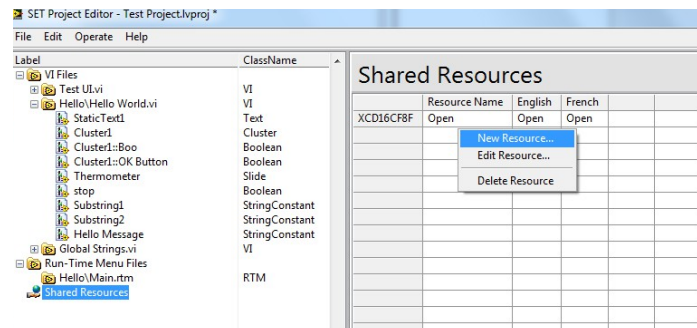 SET Project Editor - Test Project.lvproj *
File Edit Operate Help
Label ClassName
VI Files
Test UI.vi VI
Hello\Hello World.vi VI
StaticText1 Text
Cluster1 Cluster
Cluster1::Boo Boolean
Cluster1::OK Button Boolean
Thermometer Slide
stop Boolean
Substring1 StringConstant
Substring2 StringConstant
Hello Message StringConstant
Global Strings.vi VI
Run-Time Menu Files
Hello\Main.rtm RTM
Shared Resources
Shared Resources
Resource Name English French
XCD16CF8F Open Open Open
New Resource...
Edit Resource...
Delete Resource